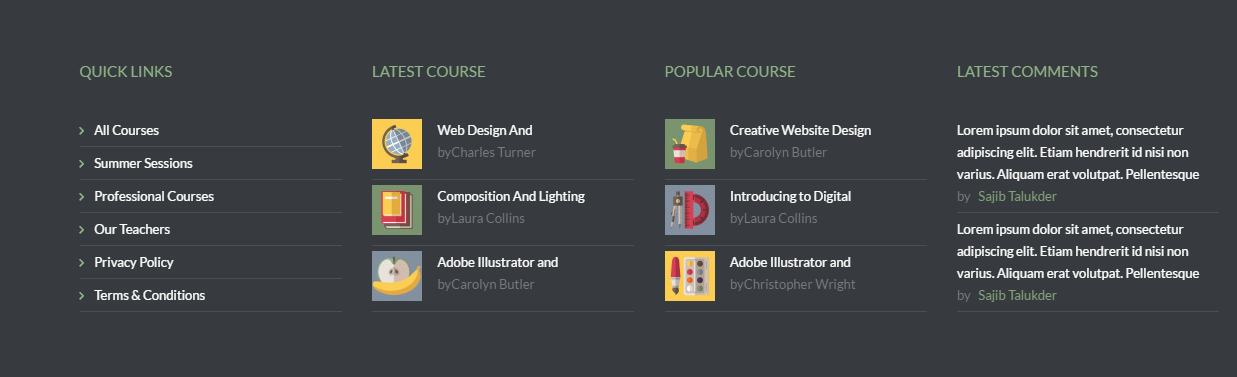 QUICK LINKS
All Courses
Summer Sessions
Professional Courses
Our Teachers
Privacy Policy
Terms & Conditions
LATEST COURSE
Web Design And
byCharles Turner
Composition And Lighting
byLaura Collins
Adobe Illustrator and
byCarolyn Butler
POPULAR COURSE
Creative Website Design
byCarolyn Butler
Introducing to Digital
byLaura Collins
Adobe Illustrator and
byChristopher Wright
LATEST COMMENTS
Lorem ipsum dolor sit amet, consectetur
adipiscing elit. Etiam hendrerit id nisi non
varius. Aliquam erat volutpat. Pellentesque
by Sajib Talukder
Lorem ipsum dolor sit amet, consectetur
adipiscing elit. Etiam hendrerit id nisi non
varius. Aliquam erat volutpat. Pellentesque
by Sajib Talukder